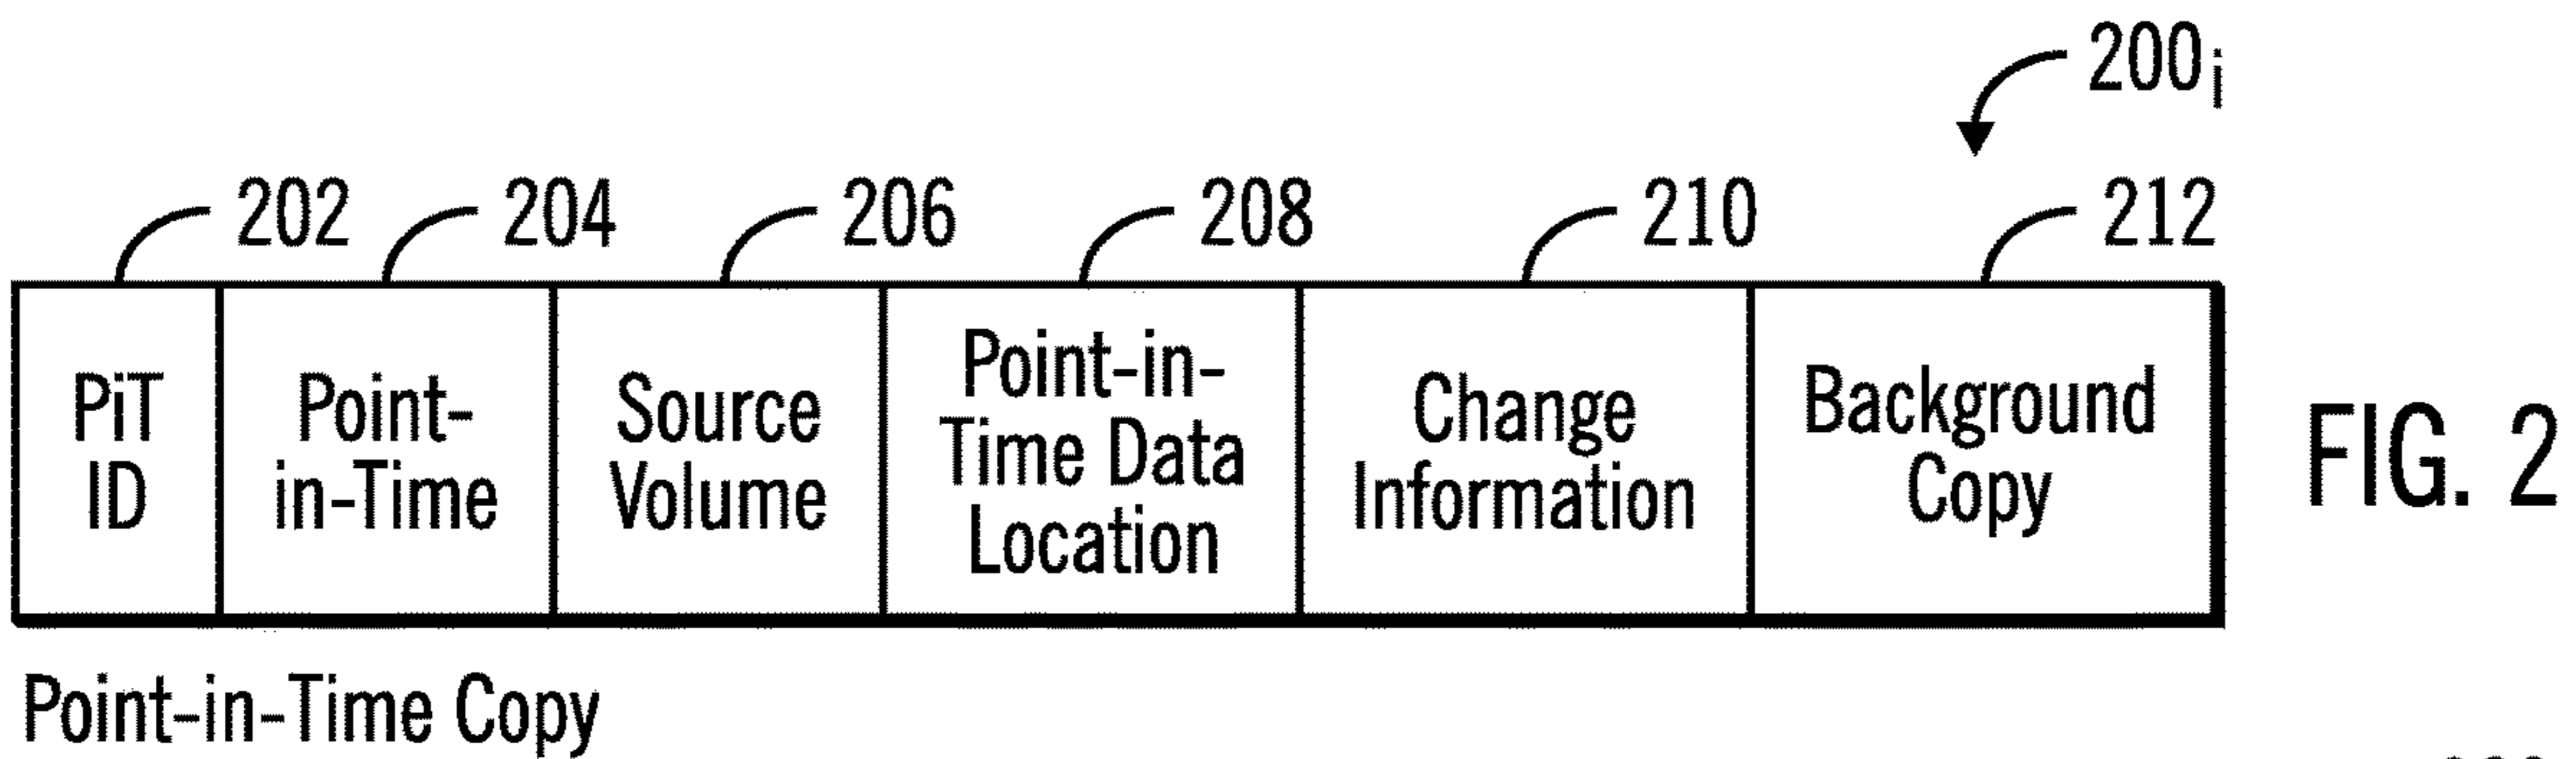 200i
202
204
206
208
210
212
PiT
ID
Point-
in-Time
Source
Volume
Point-in-
Time Data
Location
Change
Information
Background
Copy
FIG. 2
Point-in-Time Copy